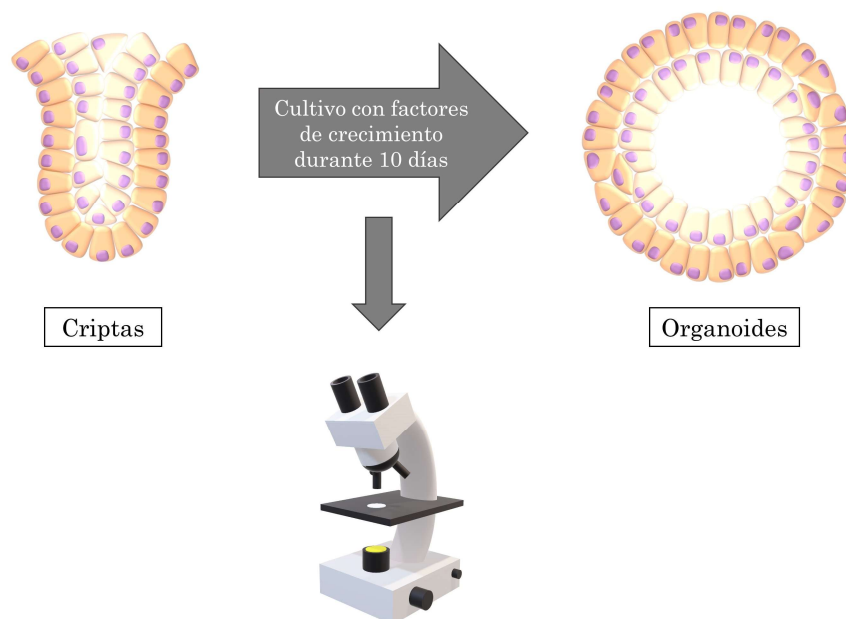 Cultivo con factores
de crecimiento
durante 10 días
Criptas
Organoides